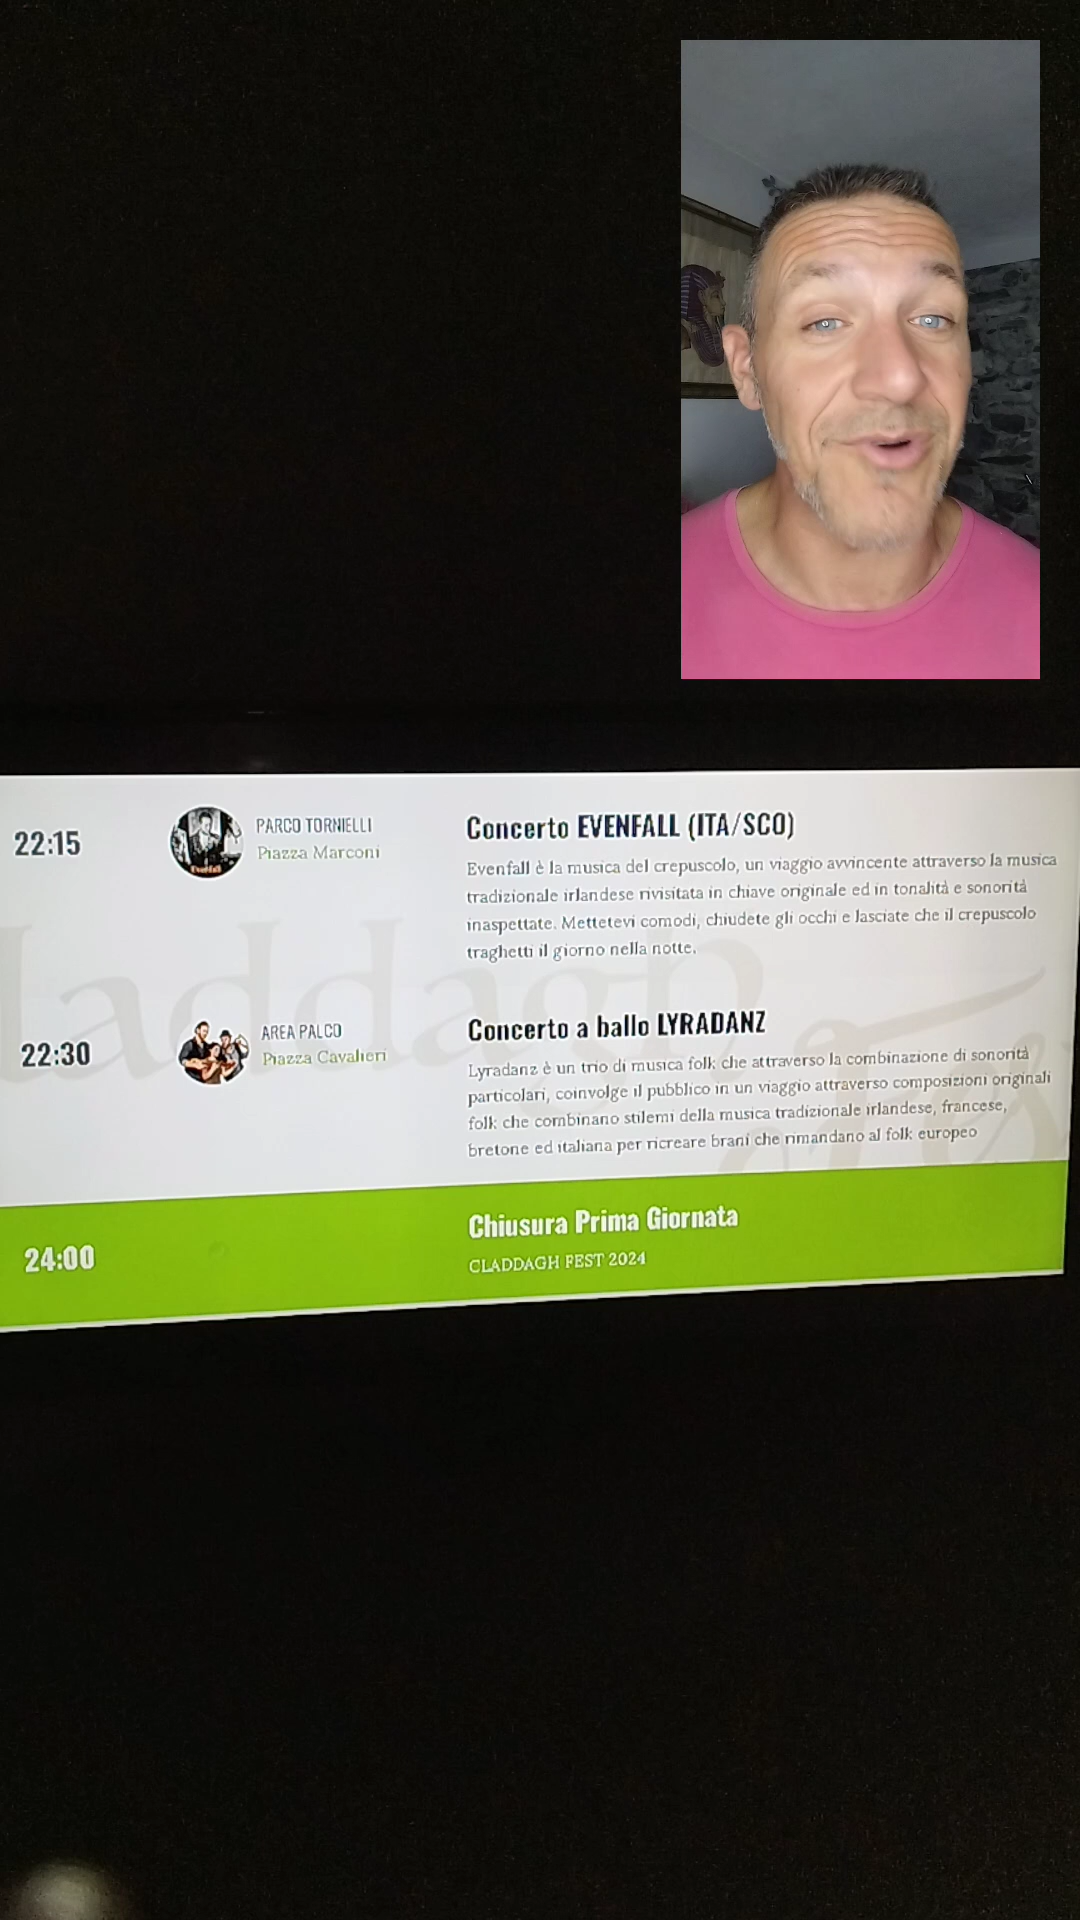 22:15
PARCO TORNIELLI
Piazza Marconi
Concerto EVENFALL (ITA/SCO)
Evenfall è la musica del crepuscolo, un viaggio avvincente attraverso la musica
tradizionale irlandese rivisitata in chiave originale ed in tonalità e sonorità
inaspettate. Mettetevi comodi, chiudete gli occhi e lasciate che il crepuscolo
traghetti il giorno nella notte.
22:30
AREA PALCO
Piazza Cavalieri
Concerto a ballo LYRADANZ
Lyradanz è un trio di musica folk che attraverso la combinazione di sonorità
particolari, coinvolge il pubblico in un viaggio attraverso composizioni originali
folk che combinano stilemi della musica tradizionale irlandese, francese,
bretone ed italiana per ricreare brani che rimandano al folk europeo
24:00
Chiusura Prima Giornata
CLADDAGH FEST 2024